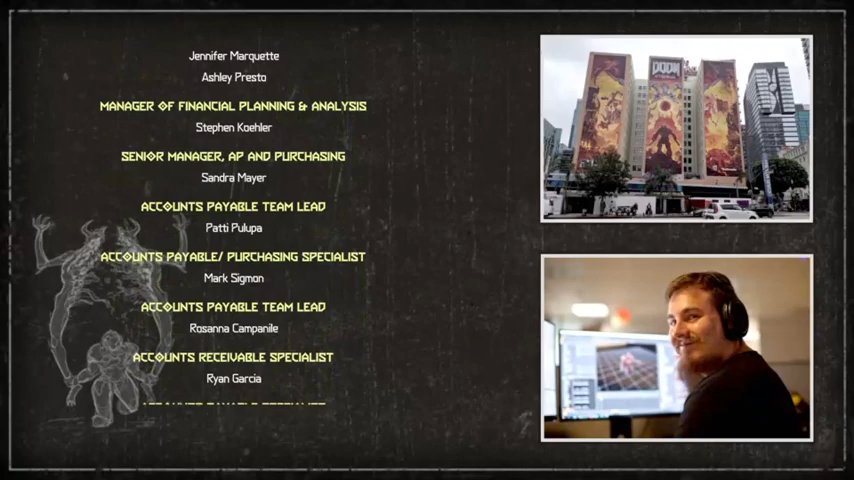 Jennifer Marquette
Ashley Presto
MANAGER OF FINANCIAL PLANNING & ANALYSIS
Stephen Koehler
SENIOR MANAGER, AP AND PURCHASING
Sandra Mayer
ACCOUNTS PAYABLE TEAM LEAD
Patti Pulupa
ACCOUNTS PAYABLE/ PURCHASING SPECIALIST
Mark Sigmon
ACCOUNTS PAYABLE TEAM LEAD
Rosanna Campanile
ACCOUNTS RECEIVABLE SPECIALIST
Ryan Garcia
DOOM